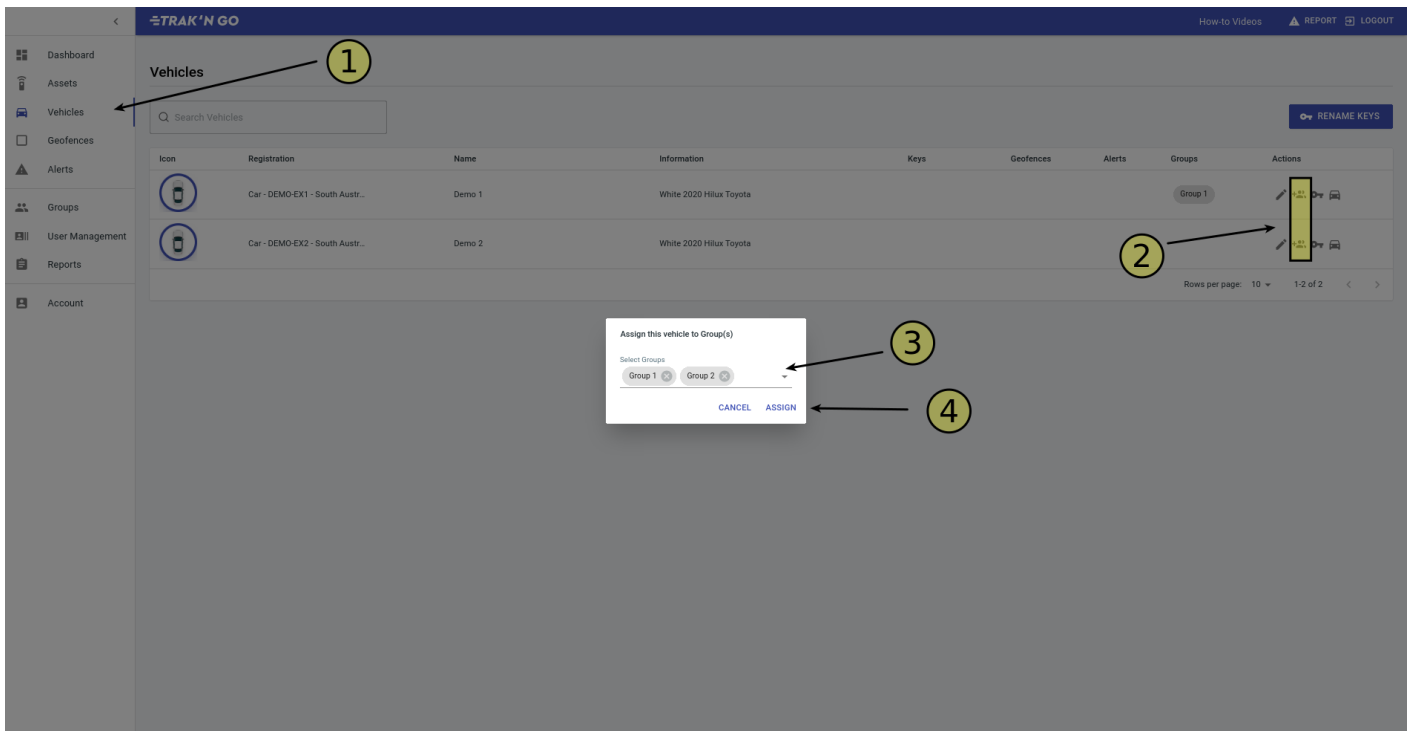 TRAK'N GO
How-to Videos
REPORT
LOGOUT
Dashboard
Assets
Vehicles
Geofences
Alerts
Groups
User Management
Reports
Account
1
Vehicles
Search Vehicles
RENAME KEYS
Icon Registration Name Information Keys Geofences Alerts Groups Actions
Car - DEMO-EX1 - South Austr... Demo 1 White 2020 Hilux Toyota Group 1
Car - DEMO-EX2 - South Austr... Demo 2 White 2020 Hilux Toyota
2
Rows per page: 10 1-2 of 2
Assign this vehicle to Group(s)
Select Groups
Group 1 Group 2
3
CANCEL ASSIGN
4